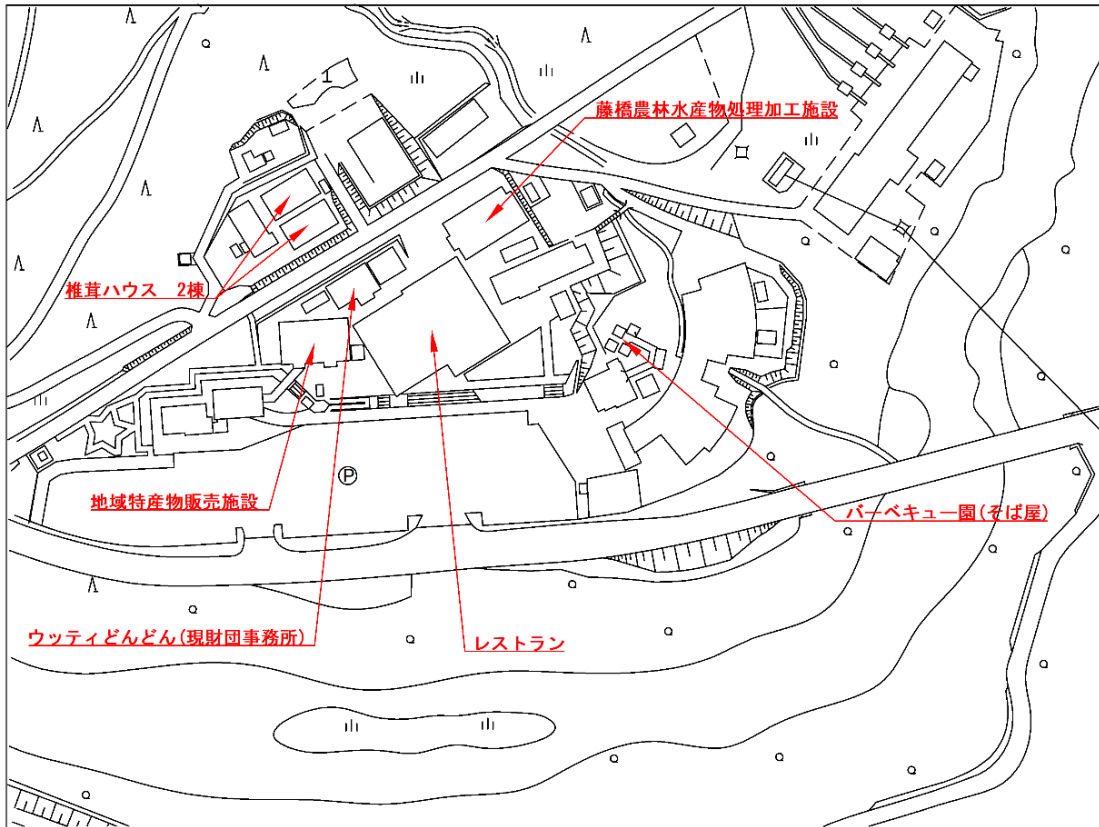 藤橋農林水産物処理加工施設
椎茸ハウス 2棟
Ⓟ
地域特産物販売施設
バーベキュー園(そば屋)
ウッティどんどん(現財団事務所)
レストラン